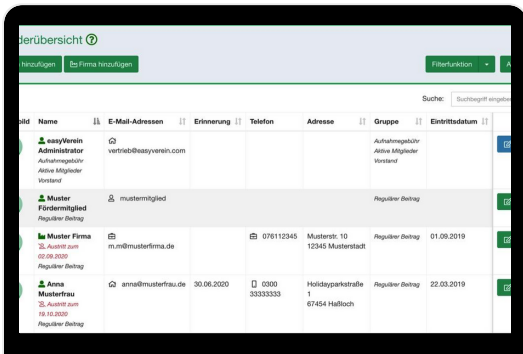 derübersicht
hinzufügen Firma hinzufügen Filterfunktion A
Suche: Suchbegriff eingeben
bild Name E-Mail-Adressen Erinnerung Telefon Adresse Gruppe Eintrittsdatum
easyVerein Aufnahmegebühr
Administrator vertrieb@easyverein.com Aktive Mitglieder
Aufnahmegebühr Vorstand
Aktive Mitglieder
Vorstand
Muster mustermitglied Regulärer Beitrag
Fördermitglied
Regulärer Beitrag
Muster Firma 076112345 Musterstr. 10 Regulärer Beitrag 01.09.2019
Austritt zum m.m@musterfirma.de 12345 Musterstadt
02.09.2020
Regulärer Beitrag
Anna anna@musterfrau.de 30.06.2020 0300 Holidayparkstraße Regulärer Beitrag 22.03.2019
Musterfrau 33333333 1
Austritt zum 67454 Haßloch
19.10.2020
Regulärer Beitrag